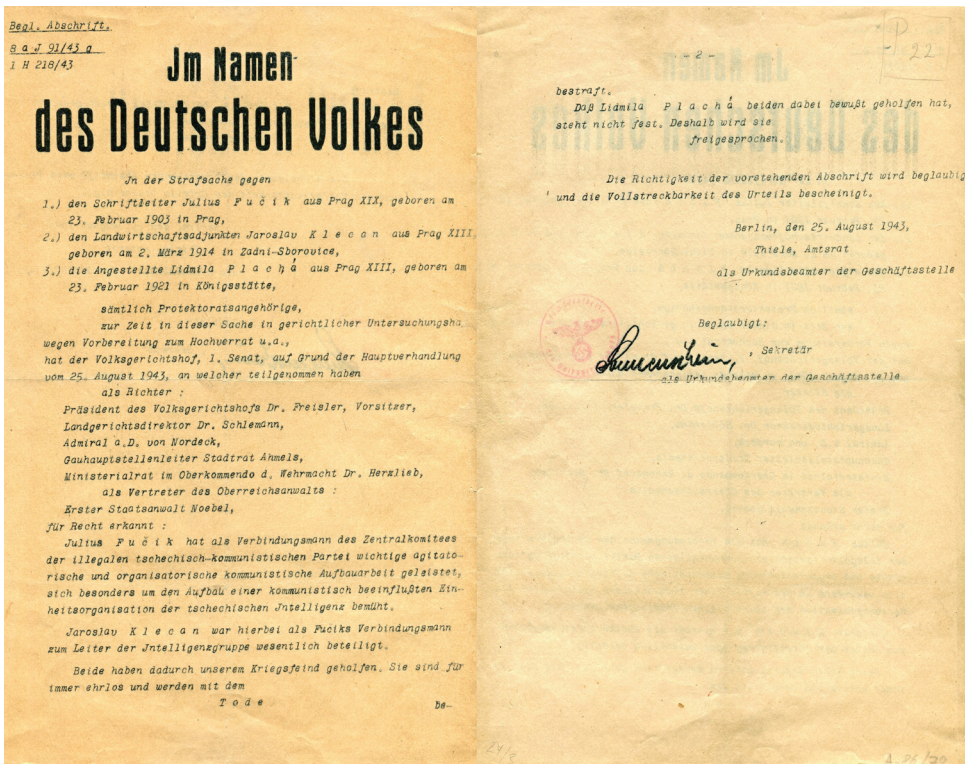 Begl. Abschrift.
8 a J 91/43 g
1 H 218/43
Jm Namen
des Deutschen Volkes
Jn der Strafsache gegen
1.) den Schriftleiter Julius F u č i k aus Prag XIX, geboren am
23. Februar 1903 in Prag,
2.) den Landwirtschaftsadjunkten Jaroslav K l e c a n aus Prag XIII,
geboren am 2. März 1914 in Zadní-Sborovice,
3.) die Angestellte Lidmila P l a c h á aus Prag XIII, geboren am
23. Februar 1921 in Königsstätte,
sämtlich Protektoratsangehörige,
zur Zeit in dieser Sache in gerichtlicher Untersuchungsha
wegen Vorbereitung zum Hochverrat u.a.,
hat der Volksgerichtshof, 1. Senat, auf Grund der Hauptverhandlung
vom 25. August 1943, an welcher teilgenommen haben
als Richter :
Präsident des Volksgerichtshofs Dr. Freisler, Vorsitzer,
Landgerichtsdirektor Dr. Schlemann,
Admiral a.D. von Nordeck,
Gauhauptstellenleiter Stadtrat Ahmels,
Ministerialrat im Oberkommendo d. Wehrmacht Dr. Herzlieb,
als Vertreter des Oberreichsanwalts :
Erster Staatsanwalt Noebel,
für Recht erkannt :
Julius F u č i k hat als Verbindungsmann des Zentralkomitees
der illegalen tschechisch-kommunistischen Partei wichtige agitato-
rische und organisatorische kommunistische Aufbauarbeit geleistet,
sich besonders um den Aufbau einer kommunistisch beeinflußten Ein-
heitsorganisation der tschechischen Jntelligenz bemüht.
Jaroslav K l e c a n war hierbei als Fučiks Verbindungsmann
zum Leiter der Jntelligenzgruppe wesentlich beteiligt.
Beide haben dadurch unserem Kriegsfeind geholfen. Sie sind für
immer ehrlos und werden mit dem
T o d e
be-
- 2 -
P
22
bestraft.
Daß Lidmila P l a c h á beiden dabei bewußt geholfen hat,
steht nicht fest. Deshalb wird sie
freigesprochen.
Die Richtigkeit der vorstehenden Abschrift wird beglaubig
und die Vollstreckbarkeit des Urteils bescheinigt.
Berlin, den 25. August 1943,
Thiele, Amtsrat
als Urkundsbeamter der Geschäftsstelle
Beglaubigt:
, Sekretär
als Urkundsbeamter der Geschäftsstelle